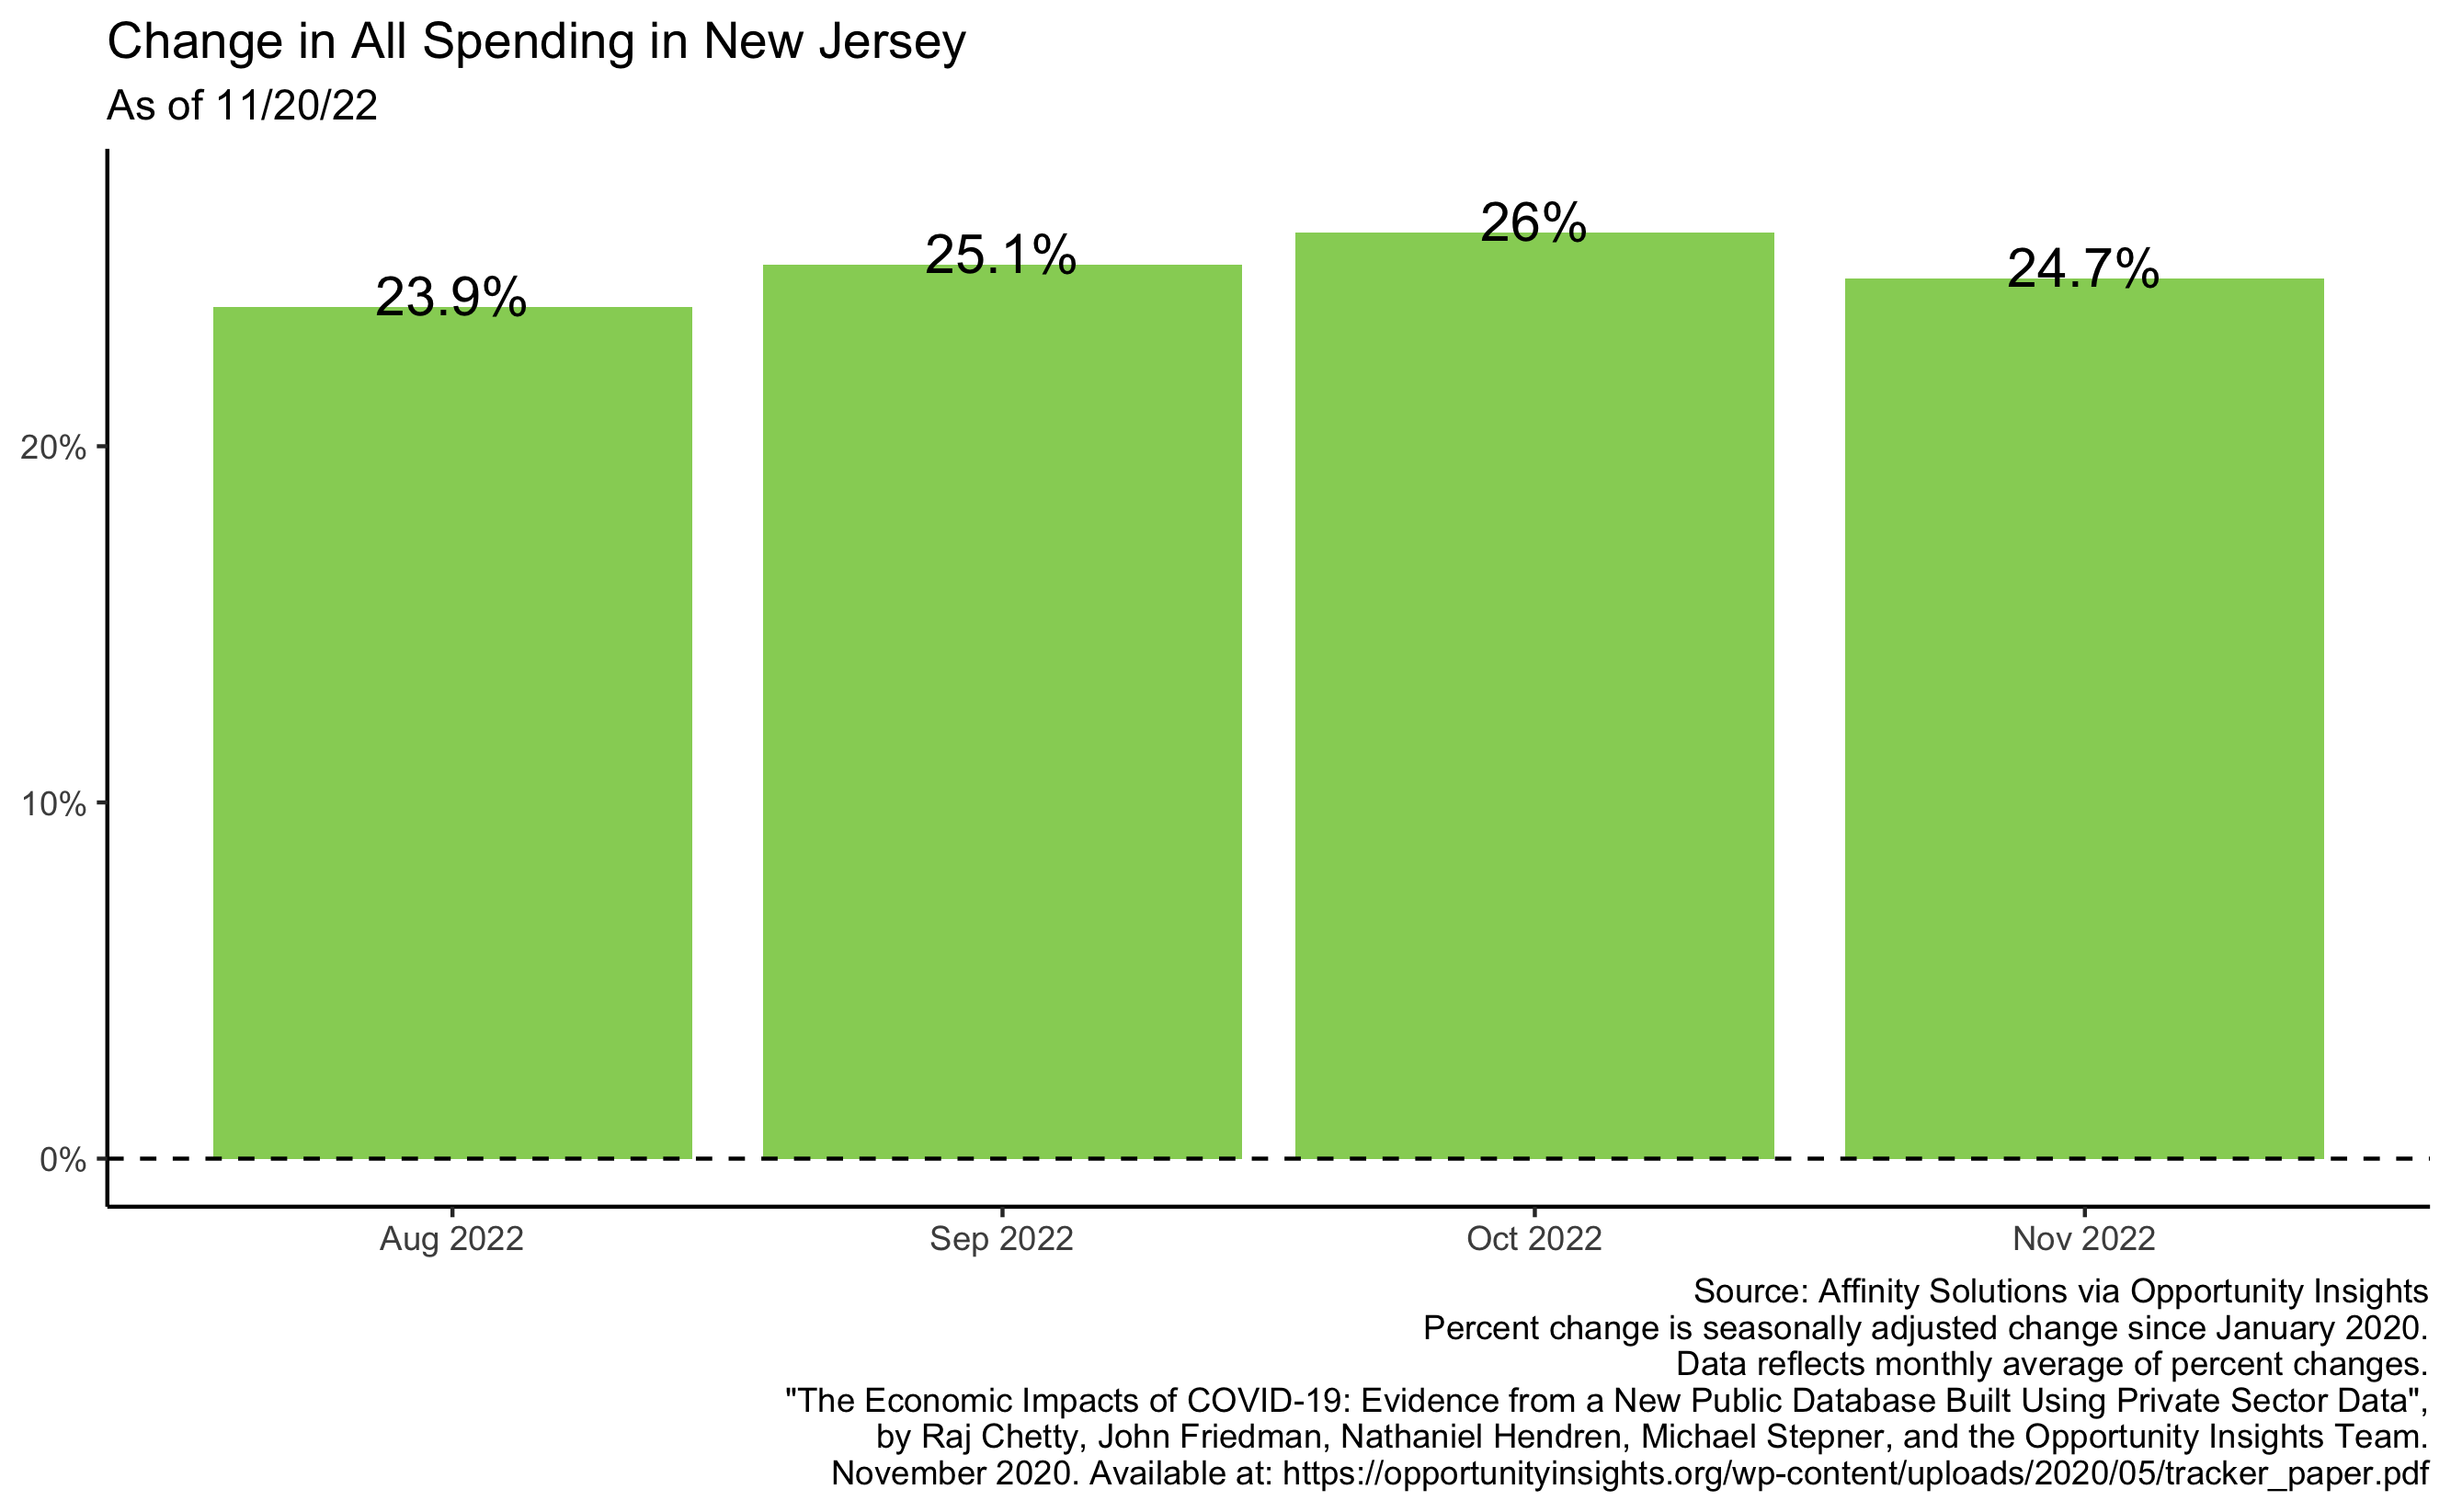 Change in All Spending in New Jersey
As of 11/20/22
23.9%
25.1%
26%
24.7%
20%
10%
0%
Aug 2022
Sep 2022
Oct 2022
Nov 2022
Source: Affinity Solutions via Opportunity Insights
Percent change is seasonally adjusted change since January 2020.
Data reflects monthly average of percent changes.
"The Economic Impacts of COVID-19: Evidence from a New Public Database Built Using Private Sector Data",
by Raj Chetty, John Friedman, Nathaniel Hendren, Michael Stepner, and the Opportunity Insights Team.
November 2020. Available at: https://opportunityinsights.org/wp-content/uploads/2020/05/tracker_paper.pdf